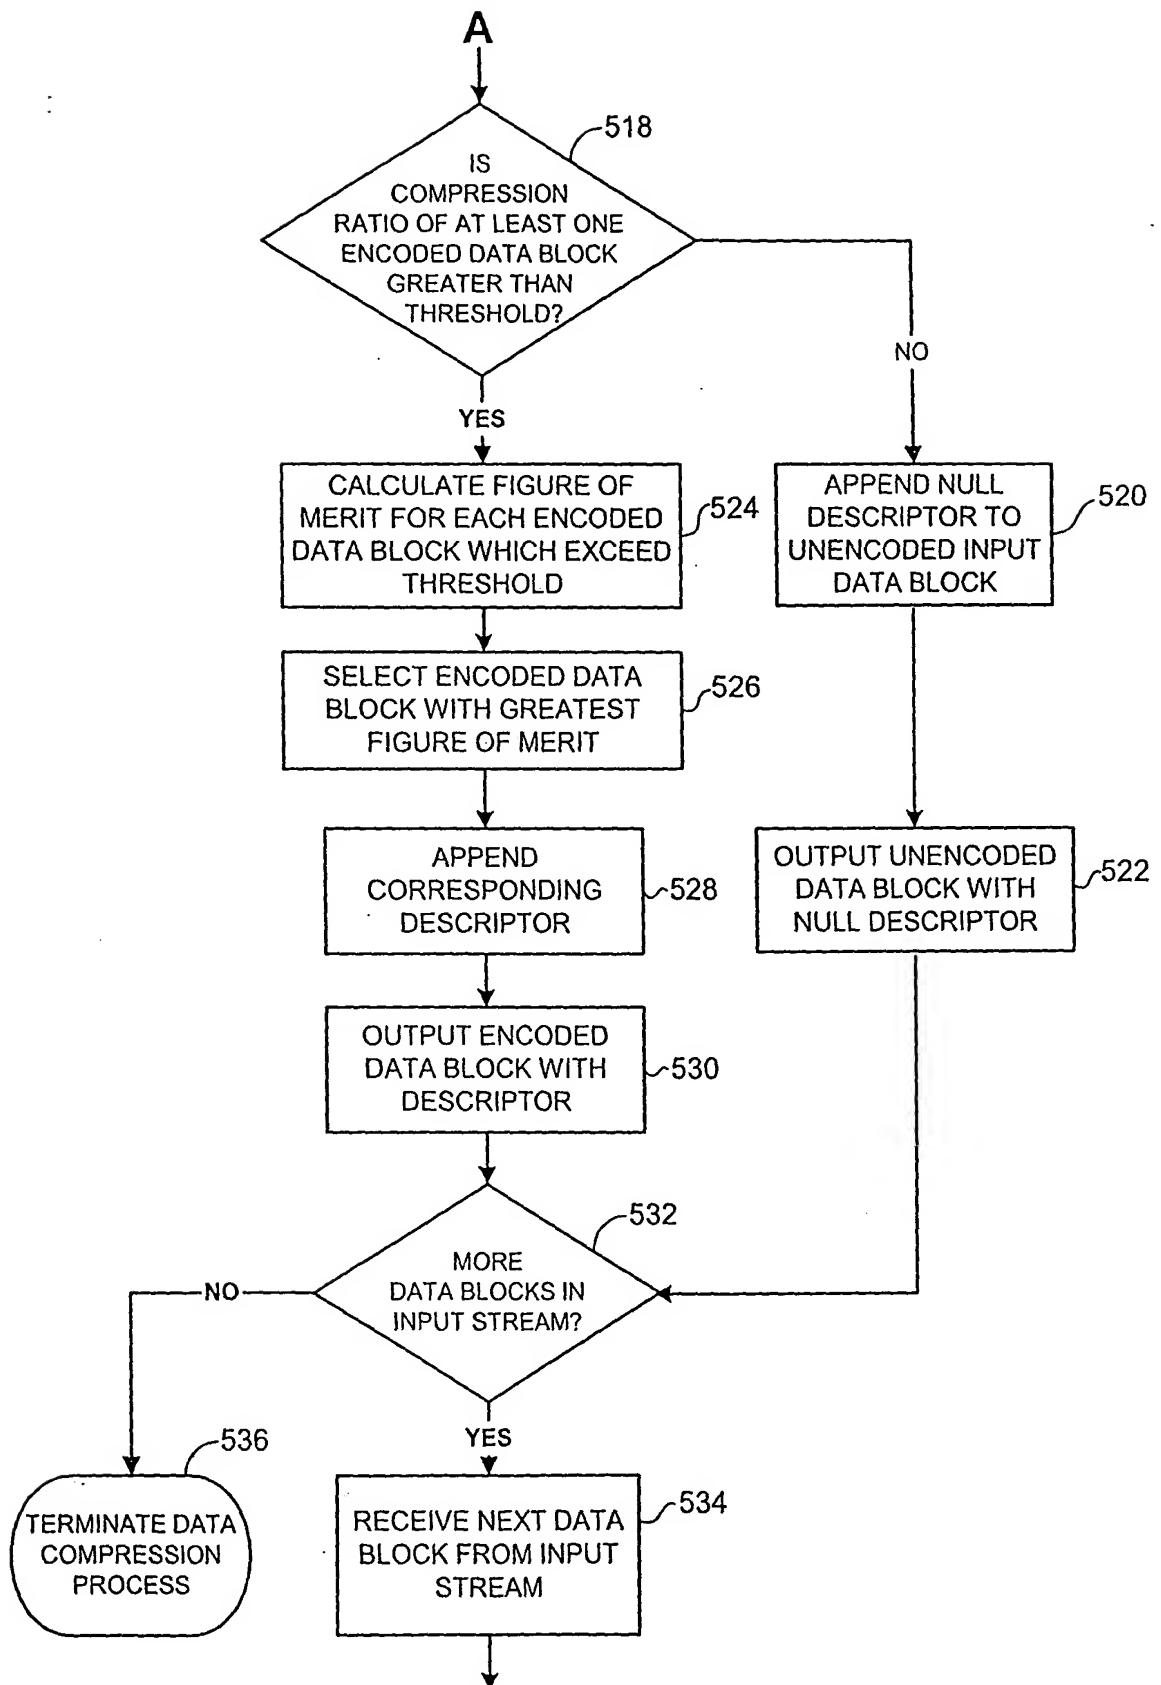 A
518
IS
COMPRESSION
RATIO OF AT LEAST ONE
ENCODED DATA BLOCK
GREATER THAN
THRESHOLD?
NO
YES
CALCULATE FIGURE OF
MERIT FOR EACH ENCODED
DATA BLOCK WHICH EXCEED
THRESHOLD
524
APPEND NULL
DESCRIPTOR TO
UNENCODED INPUT
DATA BLOCK
520
SELECT ENCODED DATA
BLOCK WITH GREATEST
FIGURE OF MERIT
526
APPEND
CORRESPONDING
DESCRIPTOR
528
OUTPUT UNENCODED
DATA BLOCK WITH
NULL DESCRIPTOR
522
OUTPUT ENCODED
DATA BLOCK WITH
DESCRIPTOR
530
532
MORE
DATA BLOCKS IN
INPUT STREAM?
NO
YES
536
TERMINATE DATA
COMPRESSION
PROCESS
RECEIVE NEXT DATA
BLOCK FROM INPUT
STREAM
534